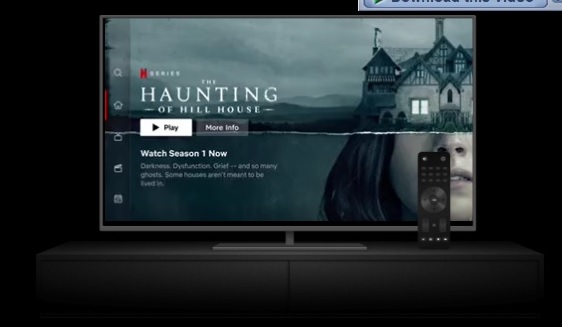 Download this video
N SERIES
THE
HAUNTING
OF HILL HOUSE
Play
More Info
Watch Season 1 Now
Darkness. Dysfunction. Grief — and so many
ghosts. Some houses aren't meant to be
lived in.